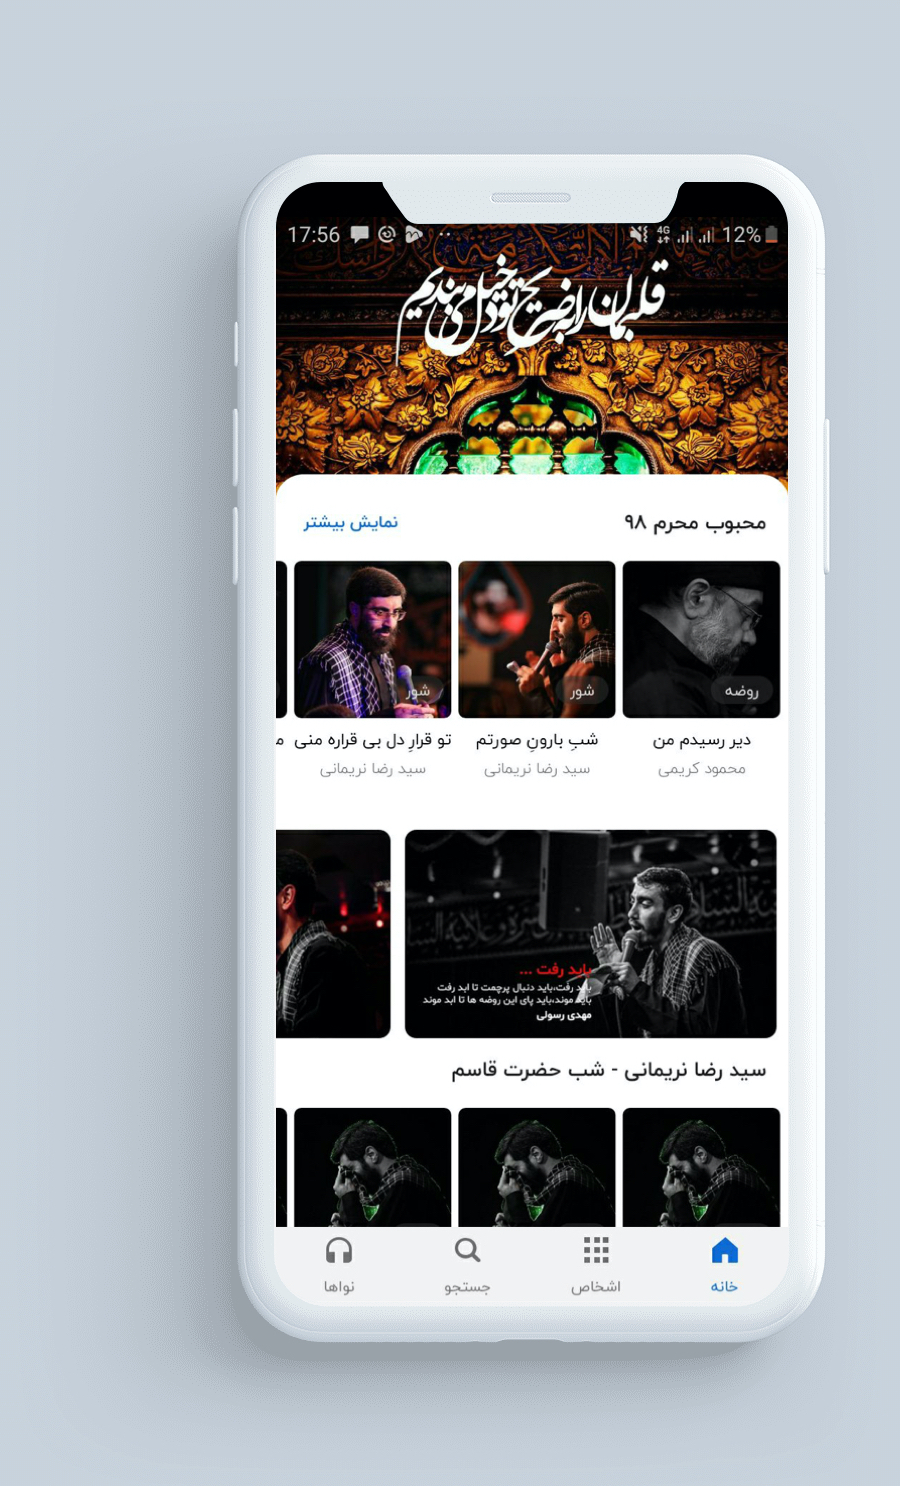 17:56
4G
12%
قلبمان را به ضریح تو دخیل می‌بندیم
محبوب محرم ۹۸
نمایش بیشتر
روضه
شور
شور
دیر رسیدم من
شبِ بارونِ صورتم
تو قرارِ دل بی قراره منی
محمود کریمی
سید رضا نریمانی
سید رضا نریمانی
باید رفت ...
باید رفت،باید دنبال پرچمت تا ابد رفت
باید موند،باید پای این روضه ها تا ابد موند
مهدی رسولی
سید رضا نریمانی - شب حضرت قاسم
خانه
اشخاص
جستجو
نواها